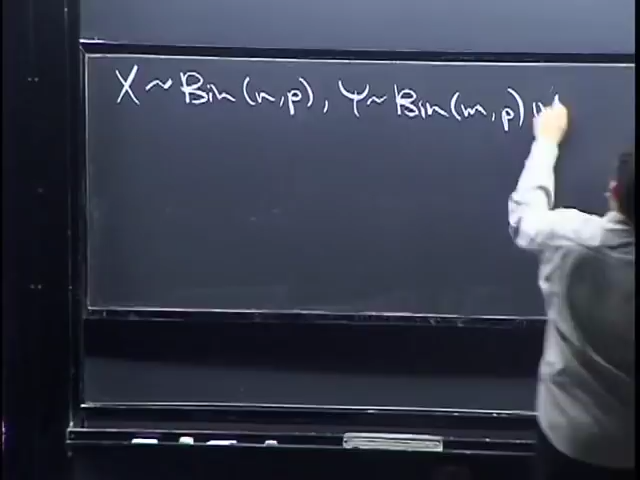 X ~ Bin(n,p), Y ~ Bin(m,p)